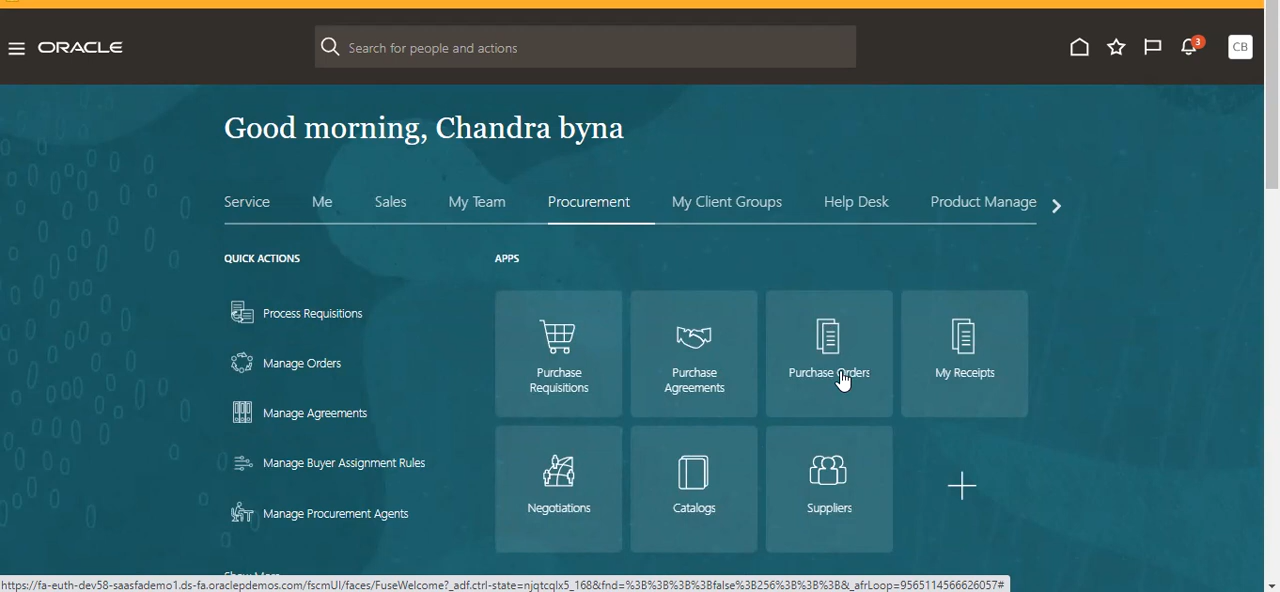 ORACLE
Search for people and actions
3
CB
Good morning, Chandra byna
Service Me Sales My Team Procurement My Client Groups Help Desk Product Manage
QUICK ACTIONS
APPS
Process Requisitions
Manage Orders
Manage Agreements
Manage Buyer Assignment Rules
Manage Procurement Agents
Show More
Purchase
Requisitions
Purchase
Agreements
Purchase Orders
My Receipts
Negotiations
Catalogs
Suppliers
https://fa-euth-dev58-saasfademo1.ds-fa.oraclepdemos.com/fscmUI/faces/FuseWelcome?_adf.ctrl-state=njqtcqlx5_168&fnd=%3B%3B%3B%3Bfalse%3B256%3B%3B%3B&_afrLoop=9565114566626057#